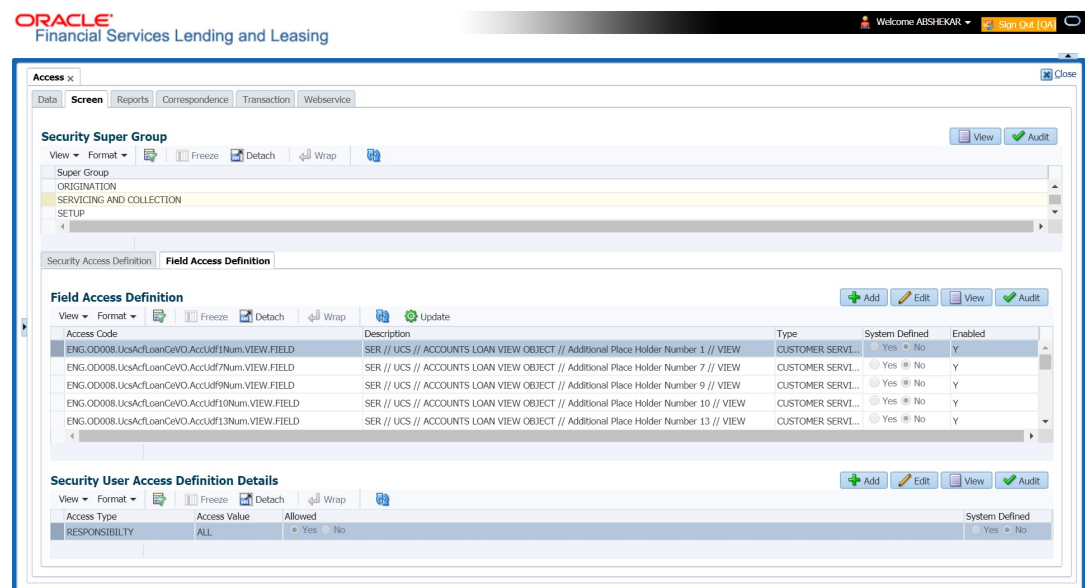 ORACLE
Financial Services Lending and Leasing
Welcome ABSHEKAR
Sign Out [QA]
Access
Close
Data Screen Reports Correspondence Transaction Webservice
Security Super Group
View Audit
View Format Freeze Detach Wrap
Super Group
ORIGINATION
SERVICING AND COLLECTION
SETUP
Security Access Definition Field Access Definition
Field Access Definition
Add Edit View Audit
View Format Freeze Detach Wrap Update
Access Code Description Type System Defined Enabled
ENG.OD008.UcsAcfLoanCeVO.AccUdf1Num.VIEW.FIELD SER // UCS // ACCOUNTS LOAN VIEW OBJECT // Additional Place Holder Number 1 // VIEW CUSTOMER SERVI... Yes No Y
ENG.OD008.UcsAcfLoanCeVO.AccUdf7Num.VIEW.FIELD SER // UCS // ACCOUNTS LOAN VIEW OBJECT // Additional Place Holder Number 7 // VIEW CUSTOMER SERVI... Yes No Y
ENG.OD008.UcsAcfLoanCeVO.AccUdf9Num.VIEW.FIELD SER // UCS // ACCOUNTS LOAN VIEW OBJECT // Additional Place Holder Number 9 // VIEW CUSTOMER SERVI... Yes No Y
ENG.OD008.UcsAcfLoanCeVO.AccUdf10Num.VIEW.FIELD SER // UCS // ACCOUNTS LOAN VIEW OBJECT // Additional Place Holder Number 10 // VIEW CUSTOMER SERVI... Yes No Y
ENG.OD008.UcsAcfLoanCeVO.AccUdf13Num.VIEW.FIELD SER // UCS // ACCOUNTS LOAN VIEW OBJECT // Additional Place Holder Number 13 // VIEW CUSTOMER SERVI... Yes No Y
Security User Access Definition Details
Add Edit View Audit
View Format Freeze Detach Wrap
Access Type Access Value Allowed System Defined
RESPONSIBILTY ALL Yes No Yes No